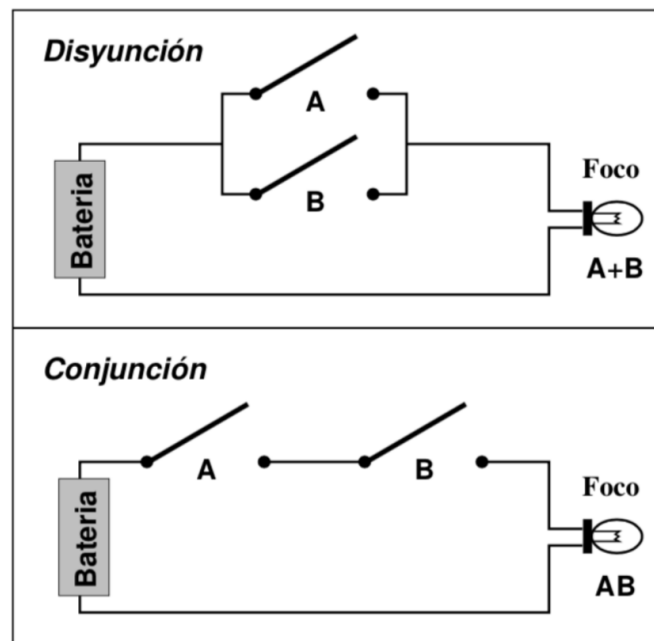 Disyunción
A
B
Bateria
Foco
A+B
Conjunción
A
B
Bateria
Foco
AB